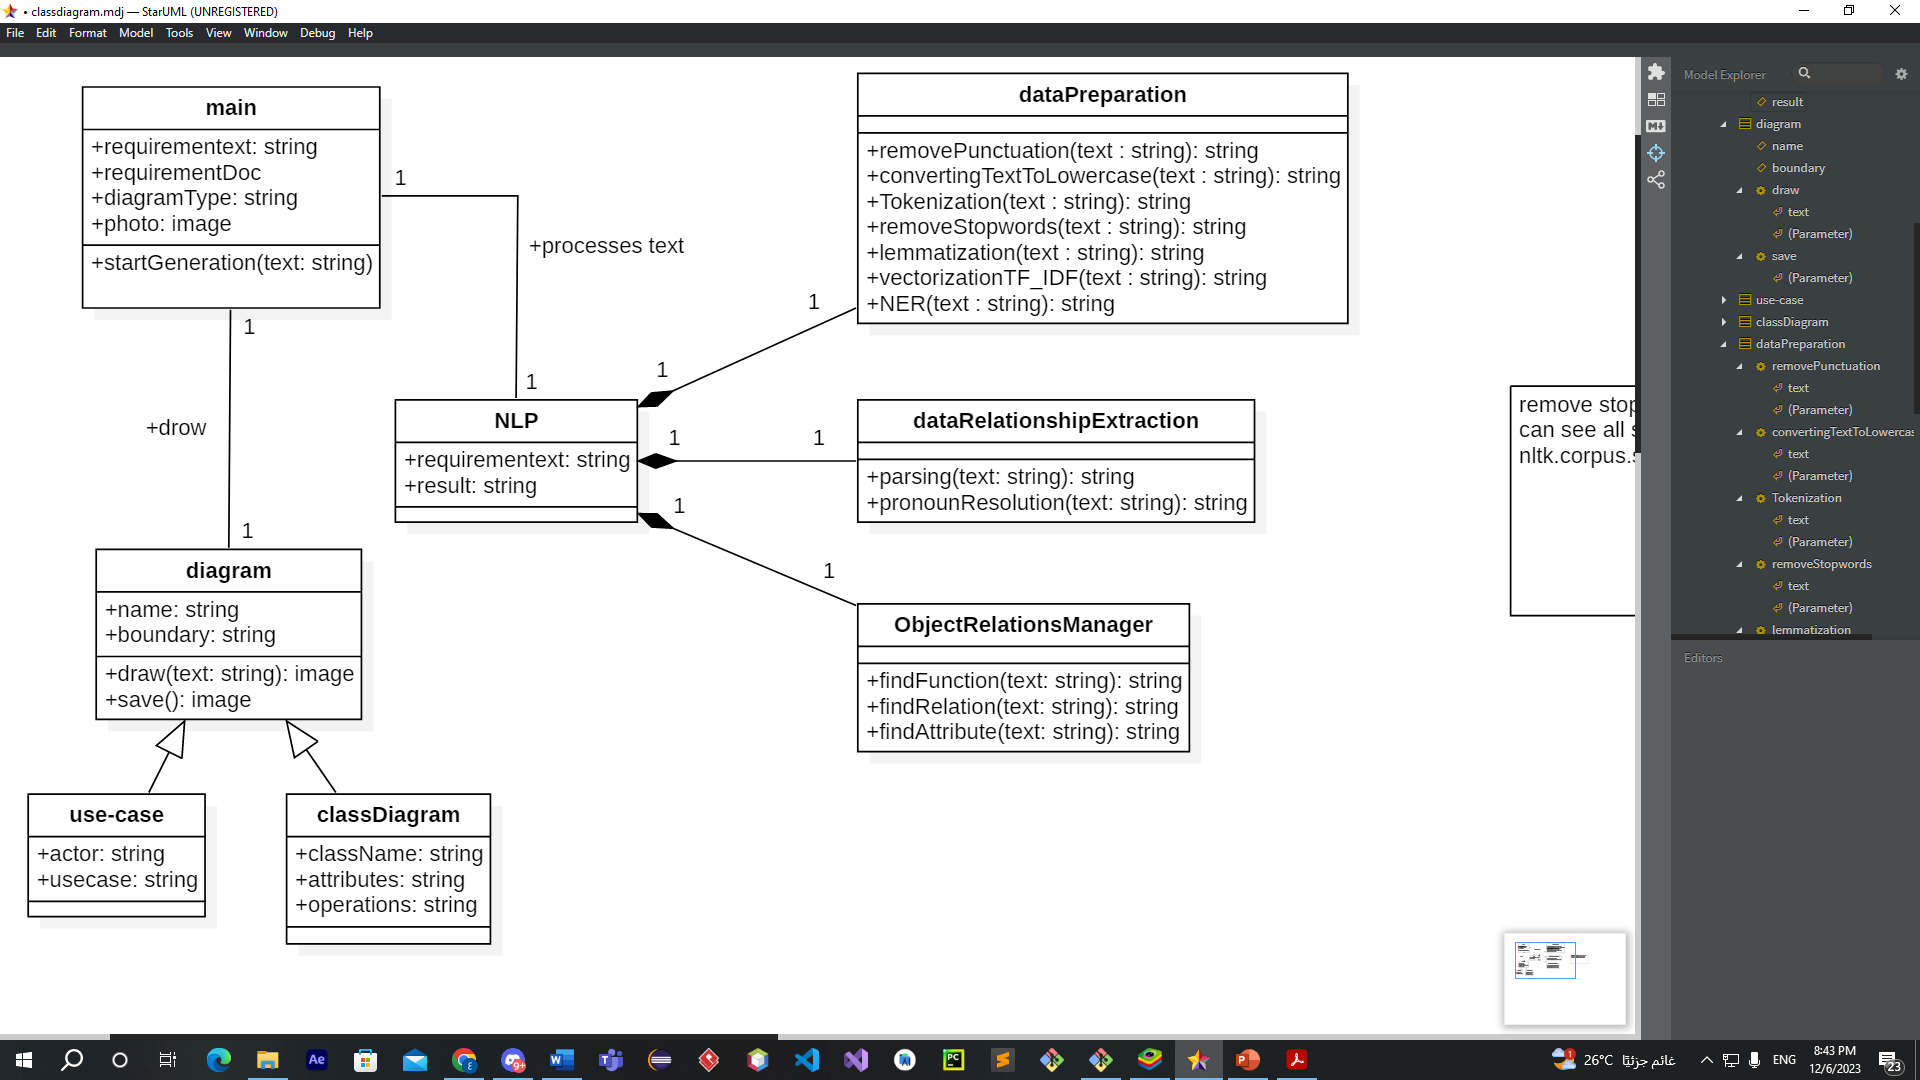 • classdiagram.mdj — StarUML (UNREGISTERED)
File Edit Format Model Tools View Window Debug Help
main
+requirementext: string
+requirementDoc
+diagramType: string
+photo: image
+startGeneration(text: string)
1
+processes text
1
1
+drow
1
diagram
+name: string
+boundary: string
+draw(text: string): image
+save(): image
use-case
+actor: string
+usecase: string
classDiagram
+className: string
+attributes: string
+operations: string
NLP
+requirementext: string
+result: string
1
1
1
1
1
1
dataPreparation
+removePunctuation(text : string): string
+convertingTextToLowercase(text : string): string
+Tokenization(text : string): string
+removeStopwords(text : string): string
+lemmatization(text : string): string
+vectorizationTF_IDF(text : string): string
+NER(text : string): string
dataRelationshipExtraction
+parsing(text: string): string
+pronounResolution(text: string): string
ObjectRelationsManager
+findFunction(text: string): string
+findRelation(text: string): string
+findAttribute(text: string): string
remove stop
can see all
nltk.corpus.
Model Explorer
result
diagram
name
boundary
draw
text
(Parameter)
save
(Parameter)
use-case
classDiagram
dataPreparation
removePunctuation
text
(Parameter)
convertingTextToLowercas
text
(Parameter)
Tokenization
text
(Parameter)
removeStopwords
text
(Parameter)
lemmatization
Editors
26°C غائم جزئيًا
ENG
8:43 PM
12/6/2023
23